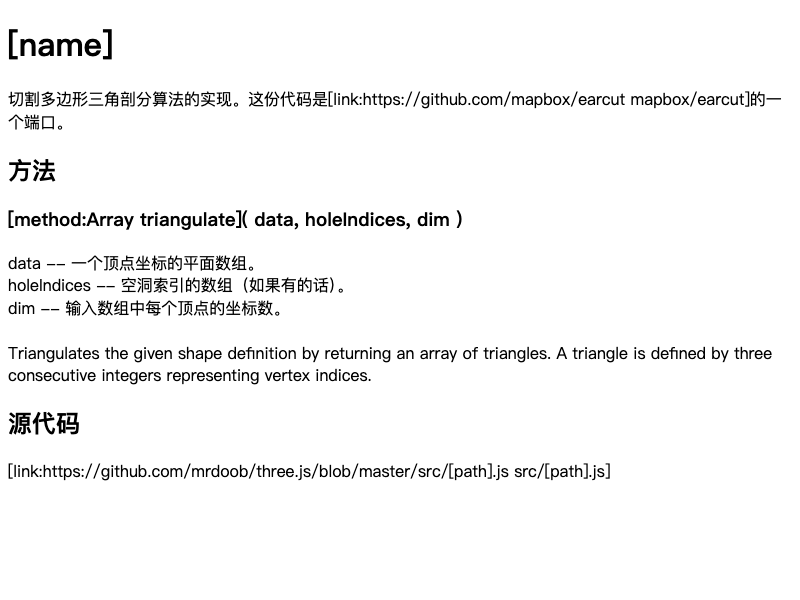 [name]
切割多边形三角剖分算法的实现。这份代码是[link:https://github.com/mapbox/earcut mapbox/earcut]的一
个端口。
方法
[method:Array triangulate]( data, holeIndices, dim )
data -- 一个顶点坐标的平面数组。
holeIndices -- 空洞索引的数组（如果有的话）。
dim -- 输入数组中每个顶点的坐标数。
Triangulates the given shape definition by returning an array of triangles. A triangle is defined by three
consecutive integers representing vertex indices.
源代码
[link:https://github.com/mrdoob/three.js/blob/master/src/[path].js src/[path].js]